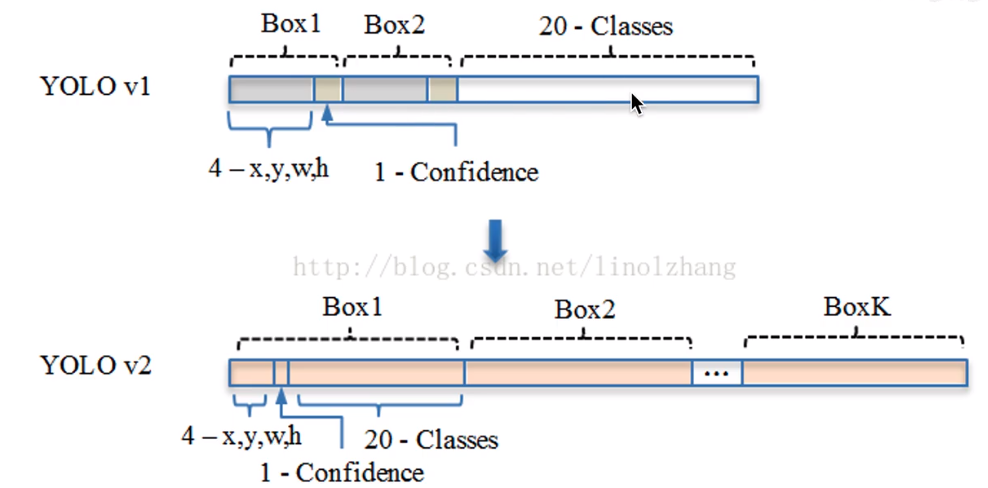 Box1 Box2 20 - Classes
YOLO v1
4 – x,y,w,h 1 - Confidence
http://blog.csdn.net/linolzhang
Box1 Box2 BoxK
YOLO v2
...
4 – x,y,w,h 20 - Classes
1 - Confidence